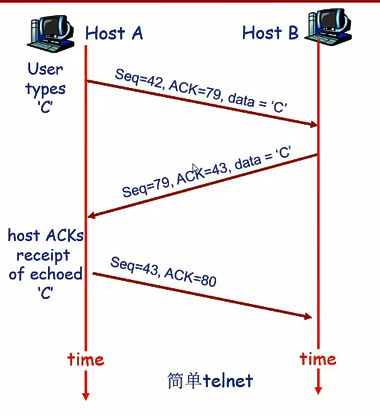 Host A
Host B
User
types
‘C’
Seq=42, ACK=79, data = ‘C’
Seq=79, ACK=43, data = ‘C’
host ACKs
receipt
of echoed
‘C’
Seq=43, ACK=80
time
time
简单telnet